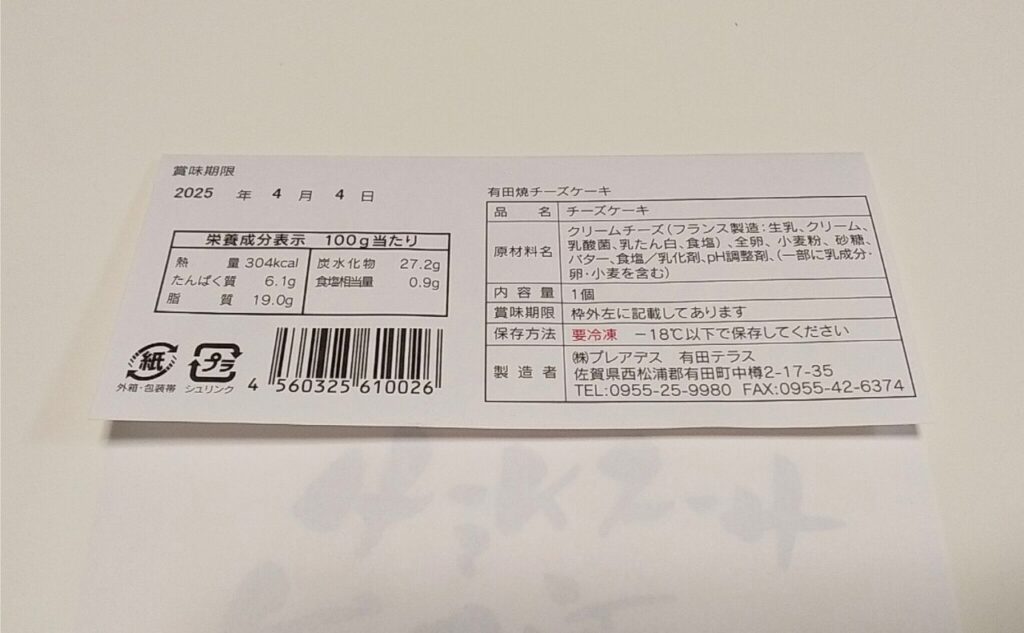 賞味期限
2025 年 4 月 4 日
栄養成分表示 100g当たり
熱量 304kcal 炭水化物 27.2g
たんぱく質 6.1g 食塩相当量 0.9g
脂質 19.0g
紙 プラ
外箱・包装帯 シュリンク
4 560325 610026
有田焼チーズケーキ
品名 チーズケーキ
原材料名 クリームチーズ(フランス製造:生乳、クリーム、
乳酸菌、乳たん白、食塩)、全卵、小麦粉、砂糖、
バター、食塩/乳化剤、pH調整剤、(一部に乳成分・
卵・小麦を含む)
内容量 1個
賞味期限 枠外左に記載してあります
保存方法 要冷凍 -18℃以下で保存してください
製造者 ㈱プレアデス 有田テラス
佐賀県西松浦郡有田町中樽2-17-35
TEL:0955-25-9980 FAX:0955-42-6374